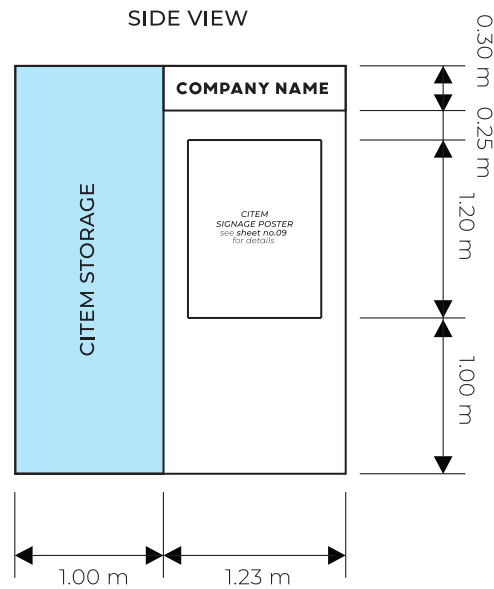 SIDE VIEW
COMPANY NAME
CITEM STORAGE
CITEM
SIGNAGE POSTER
see sheet no.09
for details
0.30 m
0.25 m
1.20 m
1.00 m
1.00 m
1.23 m